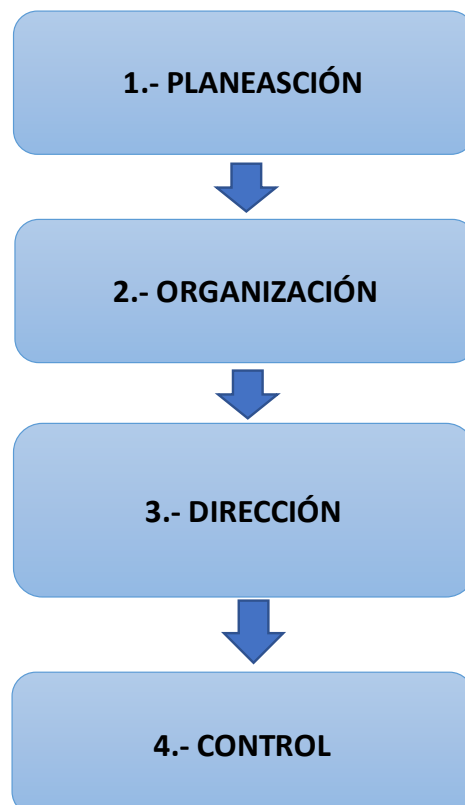 1.- PLANEASCIÓN
2.- ORGANIZACIÓN
3.- DIRECCIÓN
4.- CONTROL